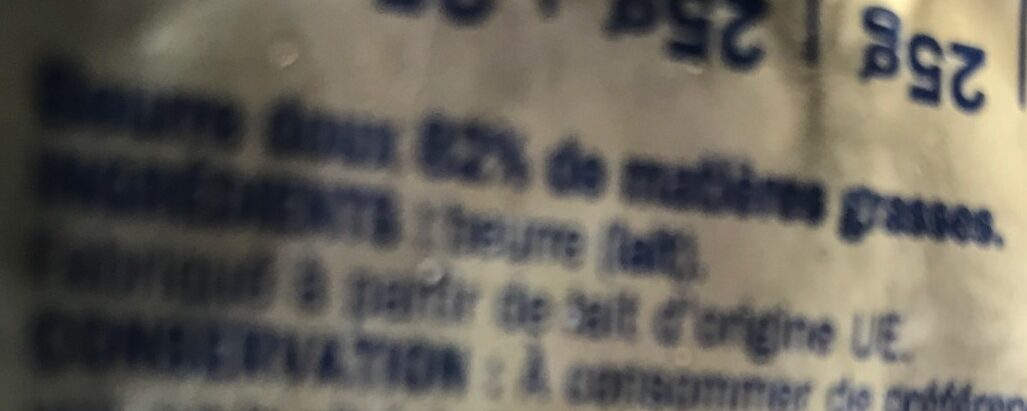 25g 25g
Beurre doux 82% de matières grasses.
INGRÉDIENTS : beurre (lait).
Fabriqué à partir de lait d'origine UE.
CONSERVATION : À consommer de